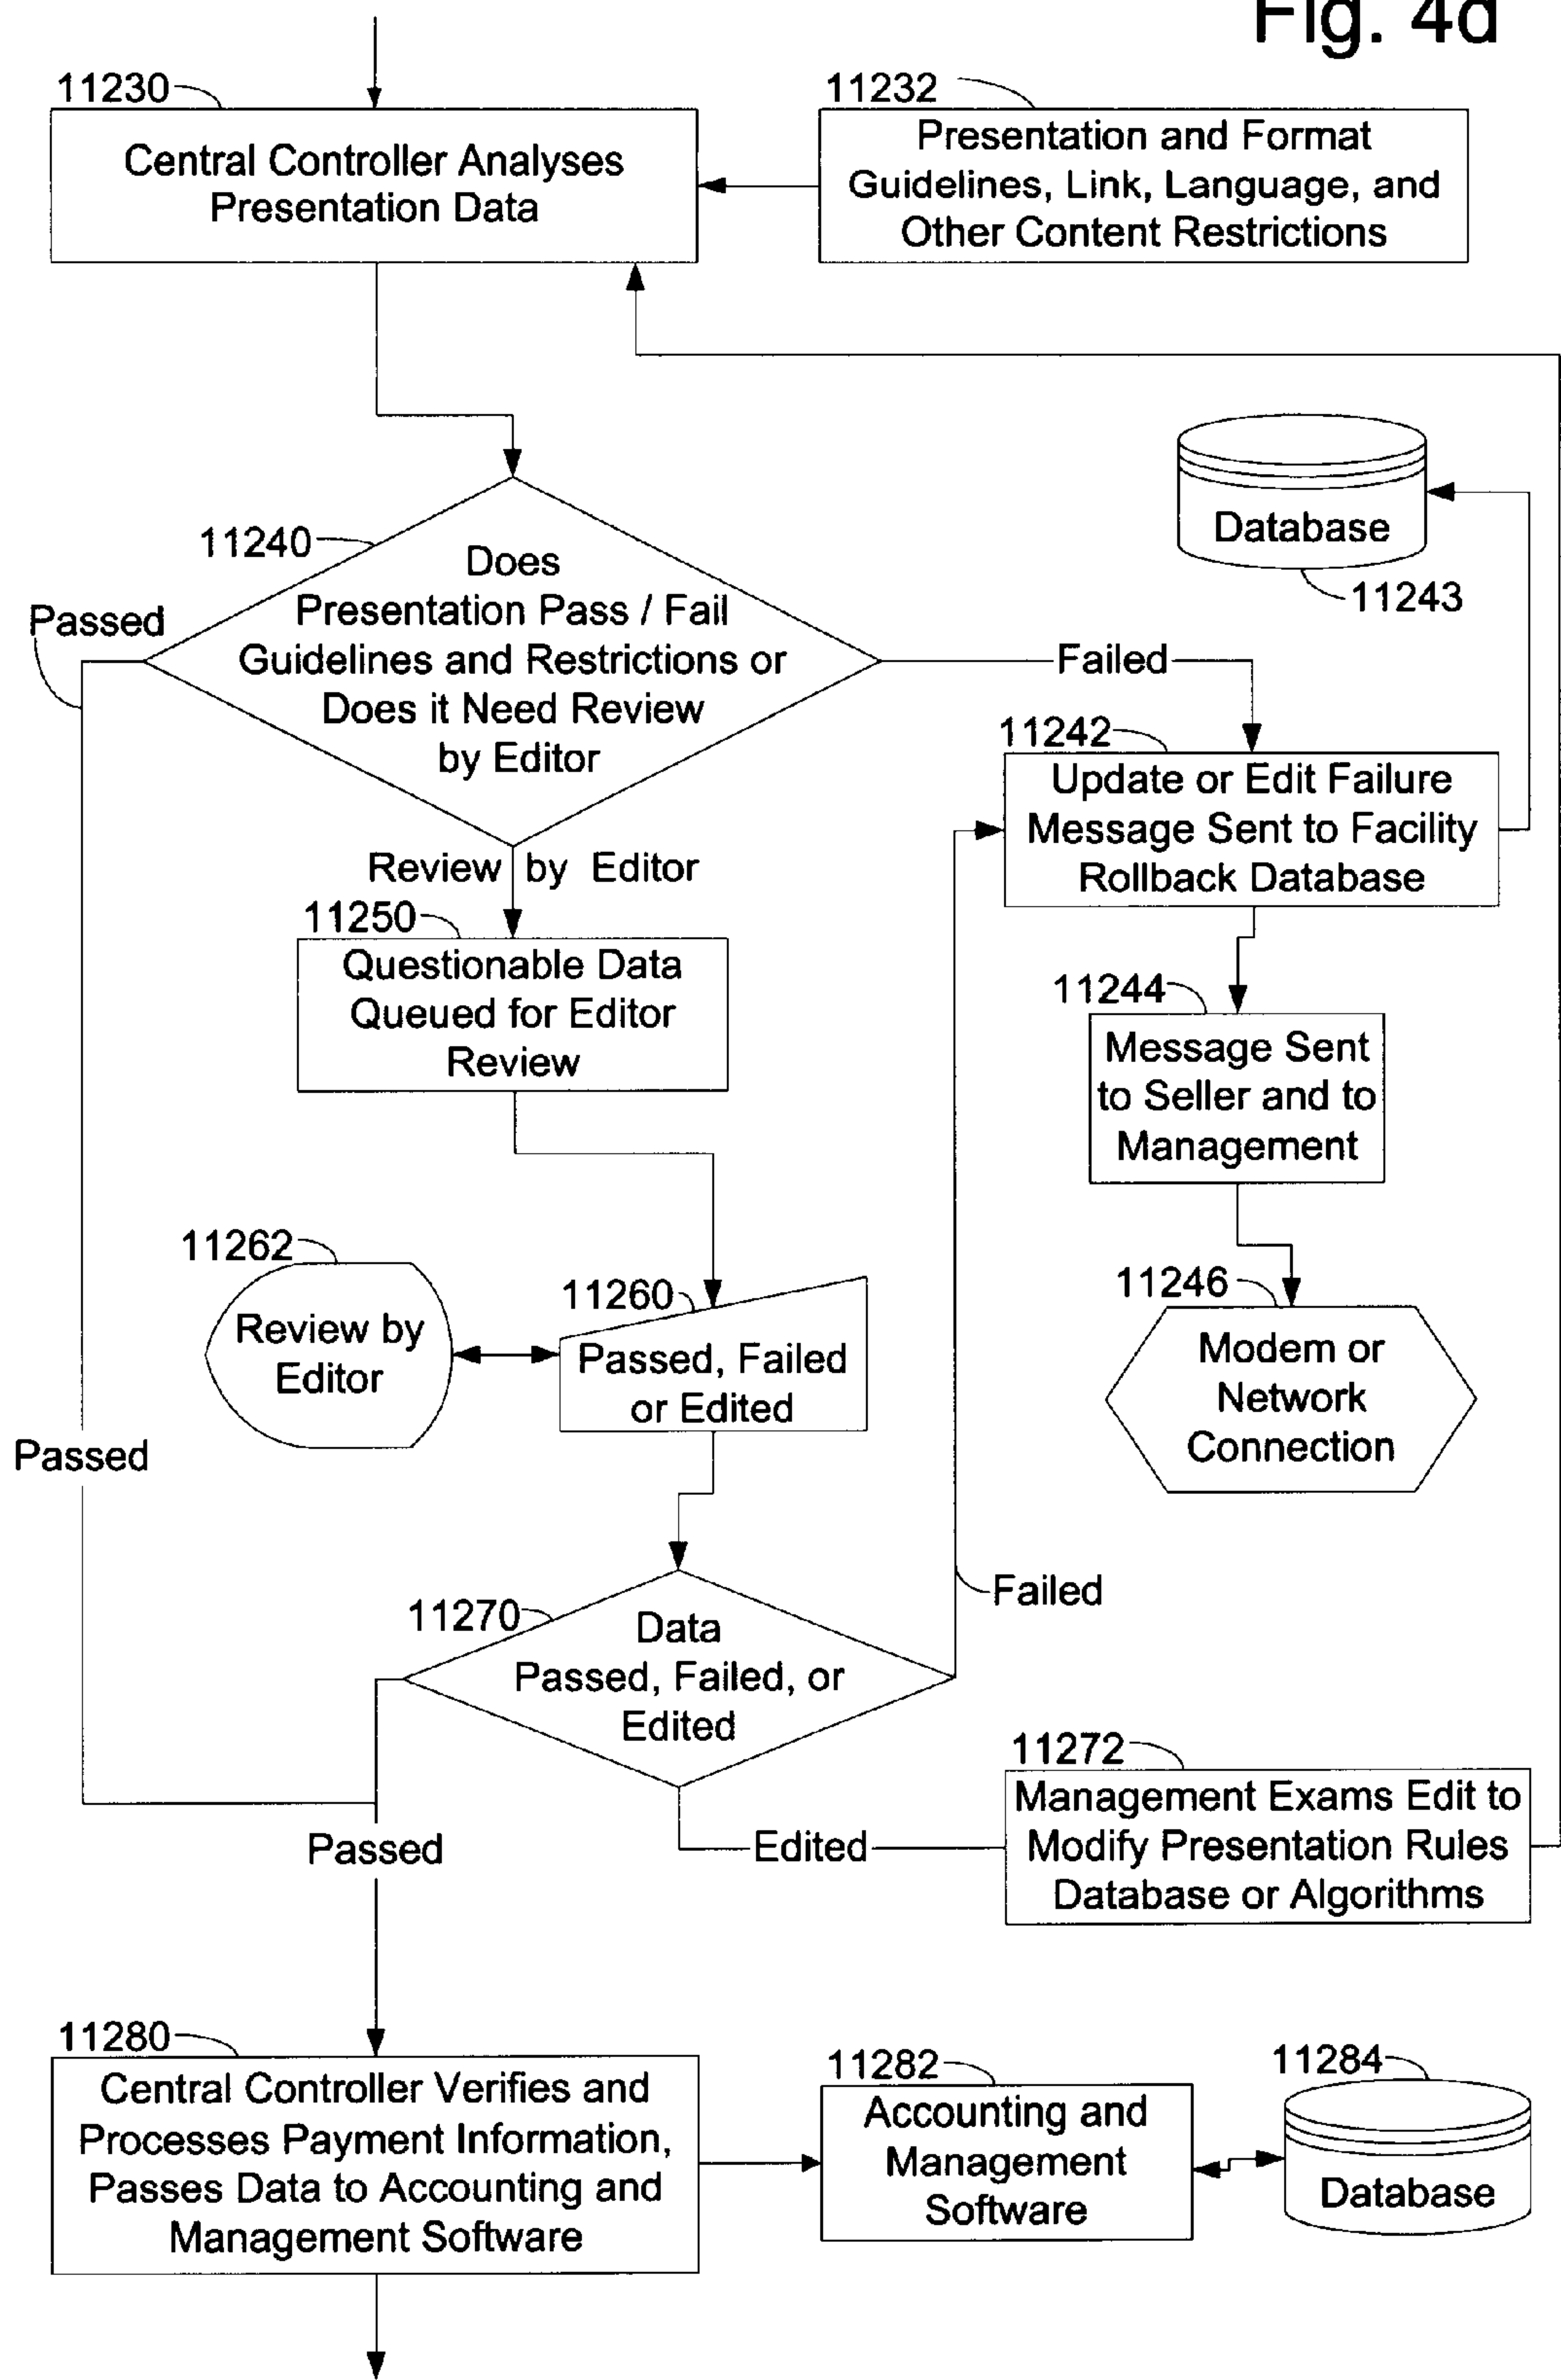 Fig. 4d
11230
Central Controller Analyses
Presentation Data
11232
Presentation and Format
Guidelines, Link, Language, and
Other Content Restrictions
11240
Does
Presentation Pass / Fail
Guidelines and Restrictions or
Does it Need Review
by Editor
Passed
Failed
Database
11243
11242
Update or Edit Failure
Message Sent to Facility
Rollback Database
Review by Editor
11250
Questionable Data
Queued for Editor
Review
11244
Message Sent
to Seller and to
Management
11262
Review by
Editor
11260
Passed, Failed
or Edited
11246
Modem or
Network
Connection
Passed
Failed
11270
Data
Passed, Failed, or
Edited
11272
Management Exams Edit to
Modify Presentation Rules
Database or Algorithms
Edited
Passed
11280
Central Controller Verifies and
Processes Payment Information,
Passes Data to Accounting and
Management Software
11282
Accounting and
Management
Software
11284
Database